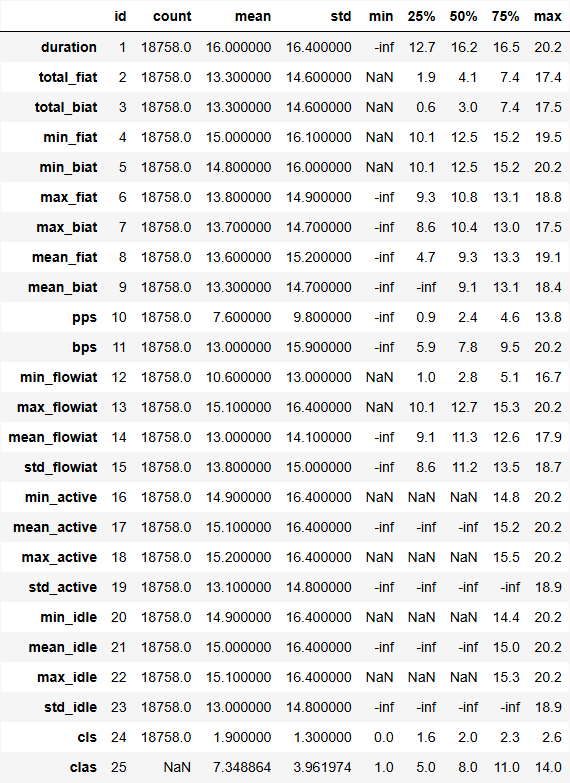 id count mean std min 25% 50% 75% max
duration 1 18758.0 16.000000 16.400000 -inf 12.7 16.2 16.5 20.2
total_fiat 2 18758.0 13.300000 14.600000 NaN 1.9 4.1 7.4 17.4
total_biat 3 18758.0 13.300000 14.600000 NaN 0.6 3.0 7.4 17.5
min_fiat 4 18758.0 15.000000 16.100000 NaN 10.1 12.5 15.2 19.5
min_biat 5 18758.0 14.800000 16.000000 NaN 10.1 12.5 15.2 20.2
max_fiat 6 18758.0 13.800000 14.900000 -inf 9.3 10.8 13.1 18.8
max_biat 7 18758.0 13.700000 14.700000 -inf 8.6 10.4 13.0 17.5
mean_fiat 8 18758.0 13.600000 15.200000 -inf 4.7 9.3 13.3 19.1
mean_biat 9 18758.0 13.300000 14.700000 -inf -inf 9.1 13.1 18.4
pps 10 18758.0 7.600000 9.800000 -inf 0.9 2.4 4.6 13.8
bps 11 18758.0 13.000000 15.900000 -inf 5.9 7.8 9.5 20.2
min_flowiat 12 18758.0 10.600000 13.000000 NaN 1.0 2.8 5.1 16.7
max_flowiat 13 18758.0 15.100000 16.400000 NaN 10.1 12.7 15.3 20.2
mean_flowiat 14 18758.0 13.000000 14.100000 -inf 9.1 11.3 12.6 17.9
std_flowiat 15 18758.0 13.800000 15.000000 -inf 8.6 11.2 13.5 18.7
min_active 16 18758.0 14.900000 16.400000 NaN NaN NaN 14.8 20.2
mean_active 17 18758.0 15.100000 16.400000 -inf -inf -inf 15.2 20.2
max_active 18 18758.0 15.200000 16.400000 NaN NaN NaN 15.5 20.2
std_active 19 18758.0 13.100000 14.800000 -inf -inf -inf -inf 18.9
min_idle 20 18758.0 14.900000 16.400000 NaN NaN NaN 14.4 20.2
mean_idle 21 18758.0 15.000000 16.400000 -inf -inf -inf 15.0 20.2
max_idle 22 18758.0 15.100000 16.400000 NaN NaN NaN 15.3 20.2
std_idle 23 18758.0 13.000000 14.800000 -inf -inf -inf -inf 18.9
cls 24 18758.0 1.900000 1.300000 0.0 1.6 2.0 2.3 2.6
clas 25 NaN 7.348864 3.961974 1.0 5.0 8.0 11.0 14.0